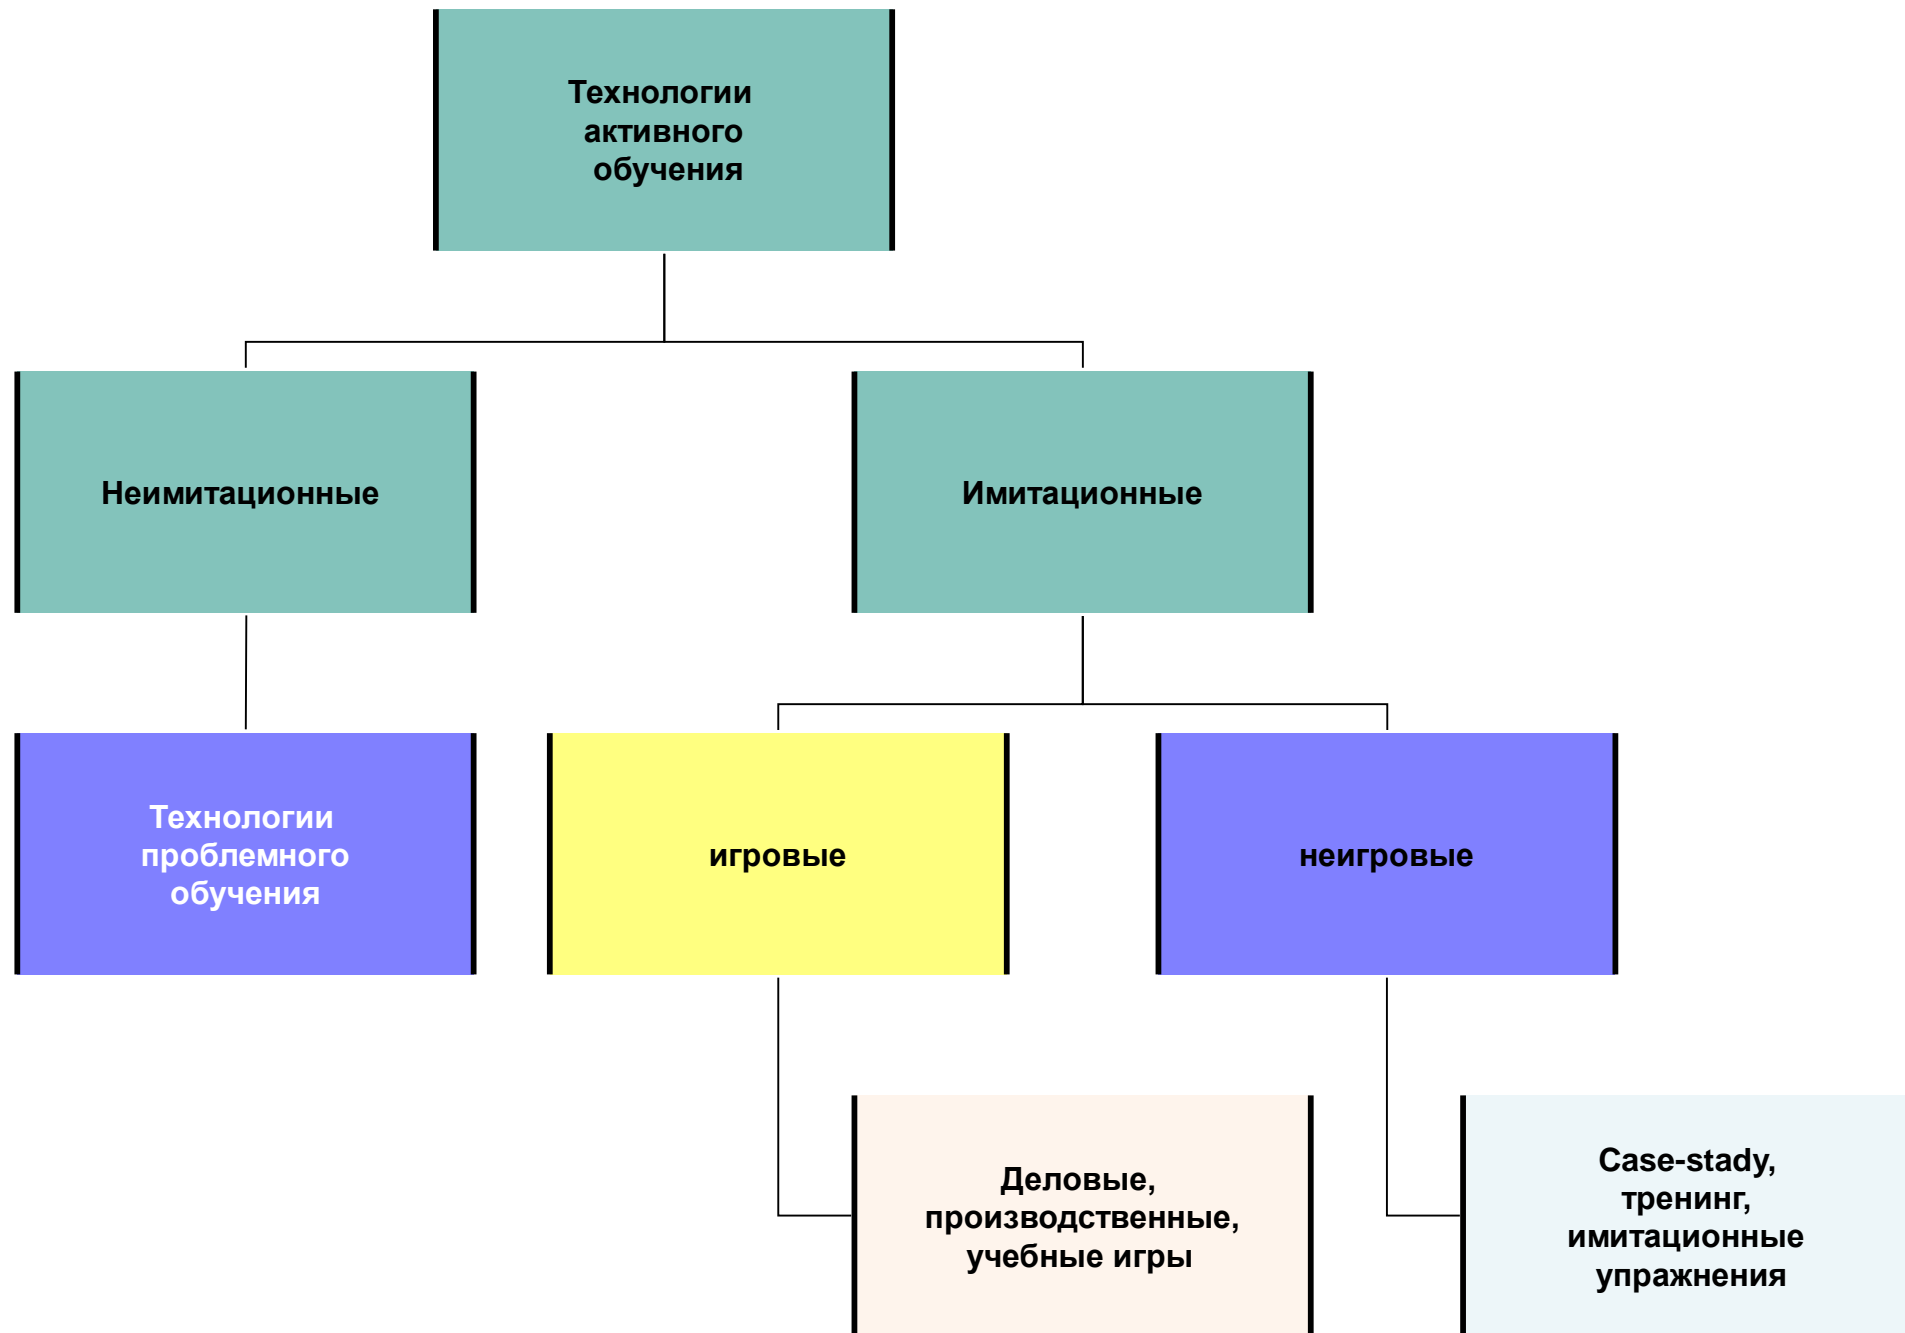 Технологии
активного
обучения
Неимитационные
Имитационные
Технологии
проблемного
обучения
игровые
неигровые
Деловые,
производственные,
учебные игры
Case-stady,
тренинг,
имитационные
упражнения